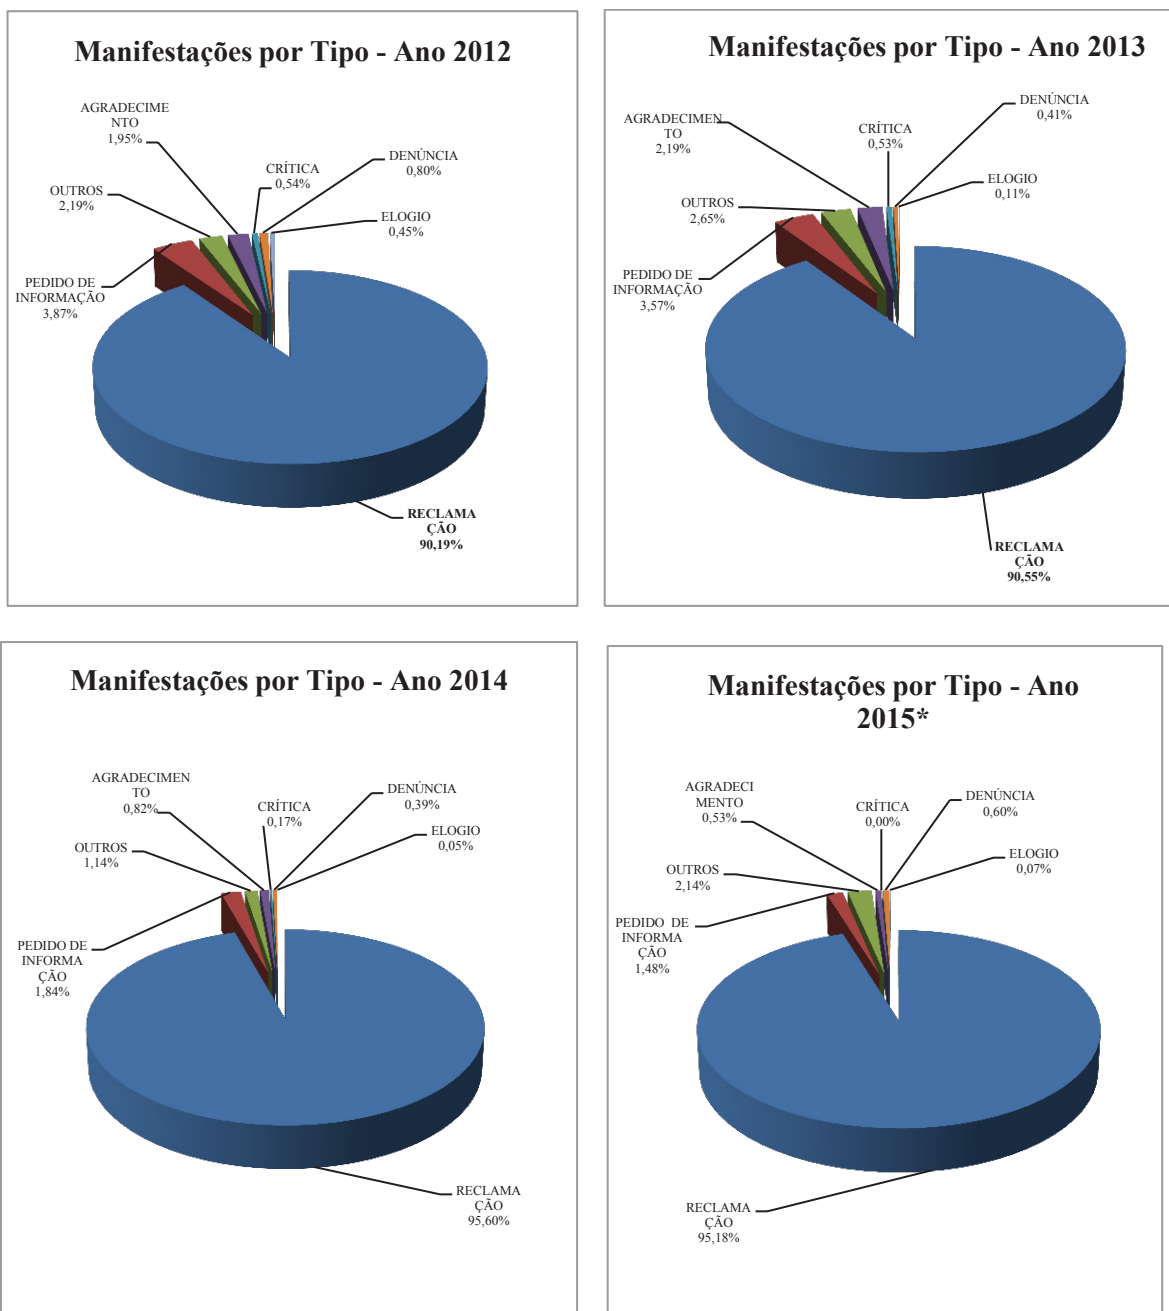 Manifestações por Tipo - Ano 2012
AGRADECIME
NTO
1,95%
DENÚNCIA
0,80%
CRÍTICA
0,54%
OUTROS
2,19%
ELOGIO
0,45%
PEDIDO DE
INFORMAÇÃO
3,87%
RECLAMA
ÇÃO
90,19%
Manifestações por Tipo - Ano 2013
DENÚNCIA
0,41%
AGRADECIMEN
TO
2,19%
CRÍTICA
0,53%
ELOGIO
0,11%
OUTROS
2,65%
PEDIDO DE
INFORMAÇÃO
3,57%
RECLAMA
ÇÃO
90,55%
Manifestações por Tipo - Ano 2014
AGRADECIMEN
TO
0,82%
CRÍTICA
0,17%
DENÚNCIA
0,39%
ELOGIO
0,05%
OUTROS
1,14%
PEDIDO DE
INFORMA
ÇÃO
1,84%
RECLAMA
ÇÃO
95,60%
Manifestações por Tipo - Ano
2015*
AGRADECI
MENTO
0,53%
CRÍTICA
0,00%
DENÚNCIA
0,60%
ELOGIO
0,07%
OUTROS
2,14%
PEDIDO DE
INFORMA
ÇÃO
1,48%
RECLAMA
ÇÃO
95,18%